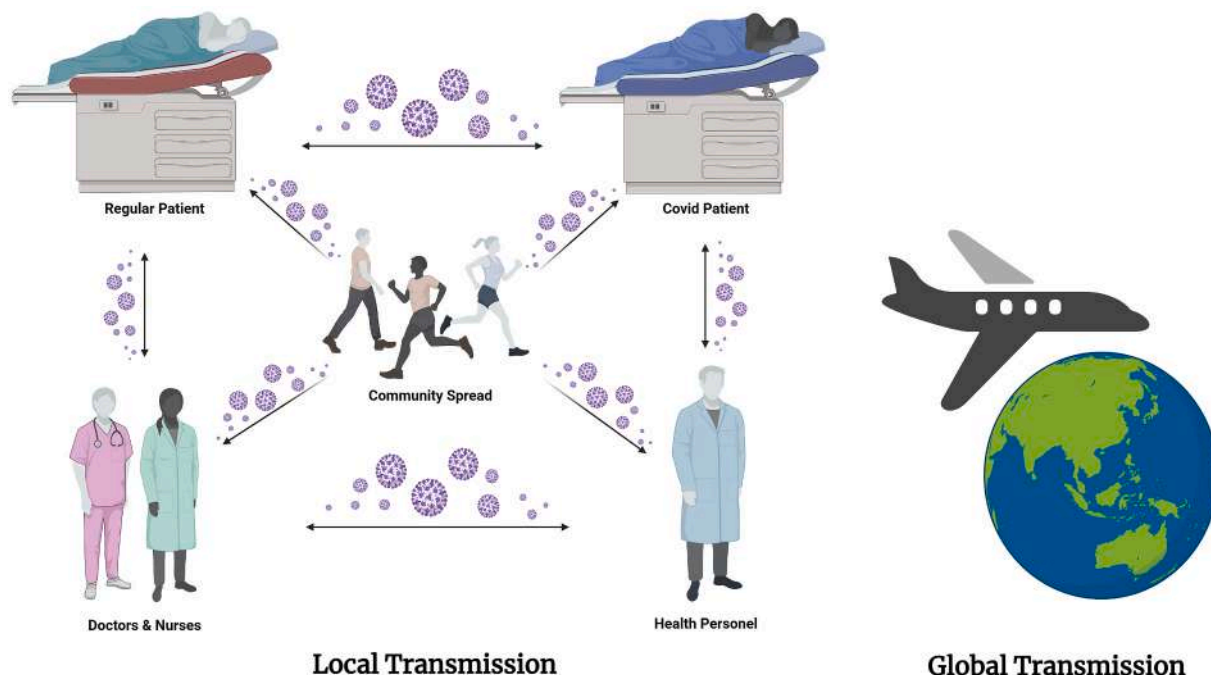 Regular Patient
Covid Patient
Community Spread
Doctors & Nurses
Health Personel
Local Transmission
Global Transmission